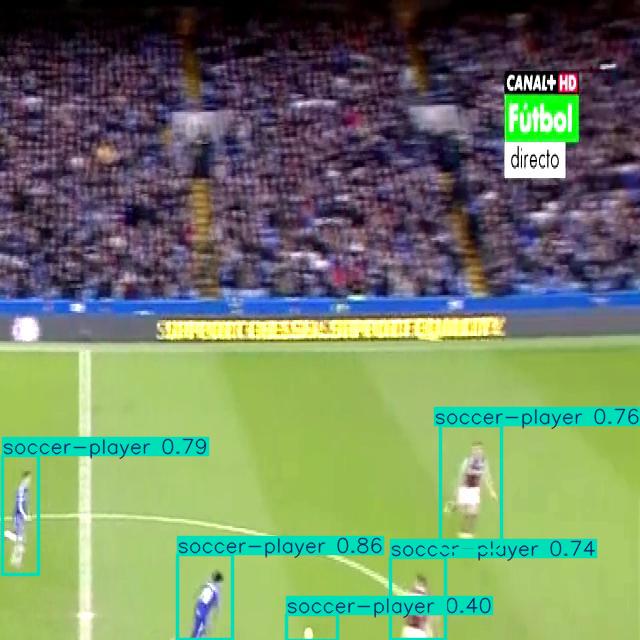 CANAL+ HD
Fútbol
directo
soccer-player 0.76
soccer-player 0.79
soccer-player 0.86
soccer-player 0.74
soccer-player 0.40